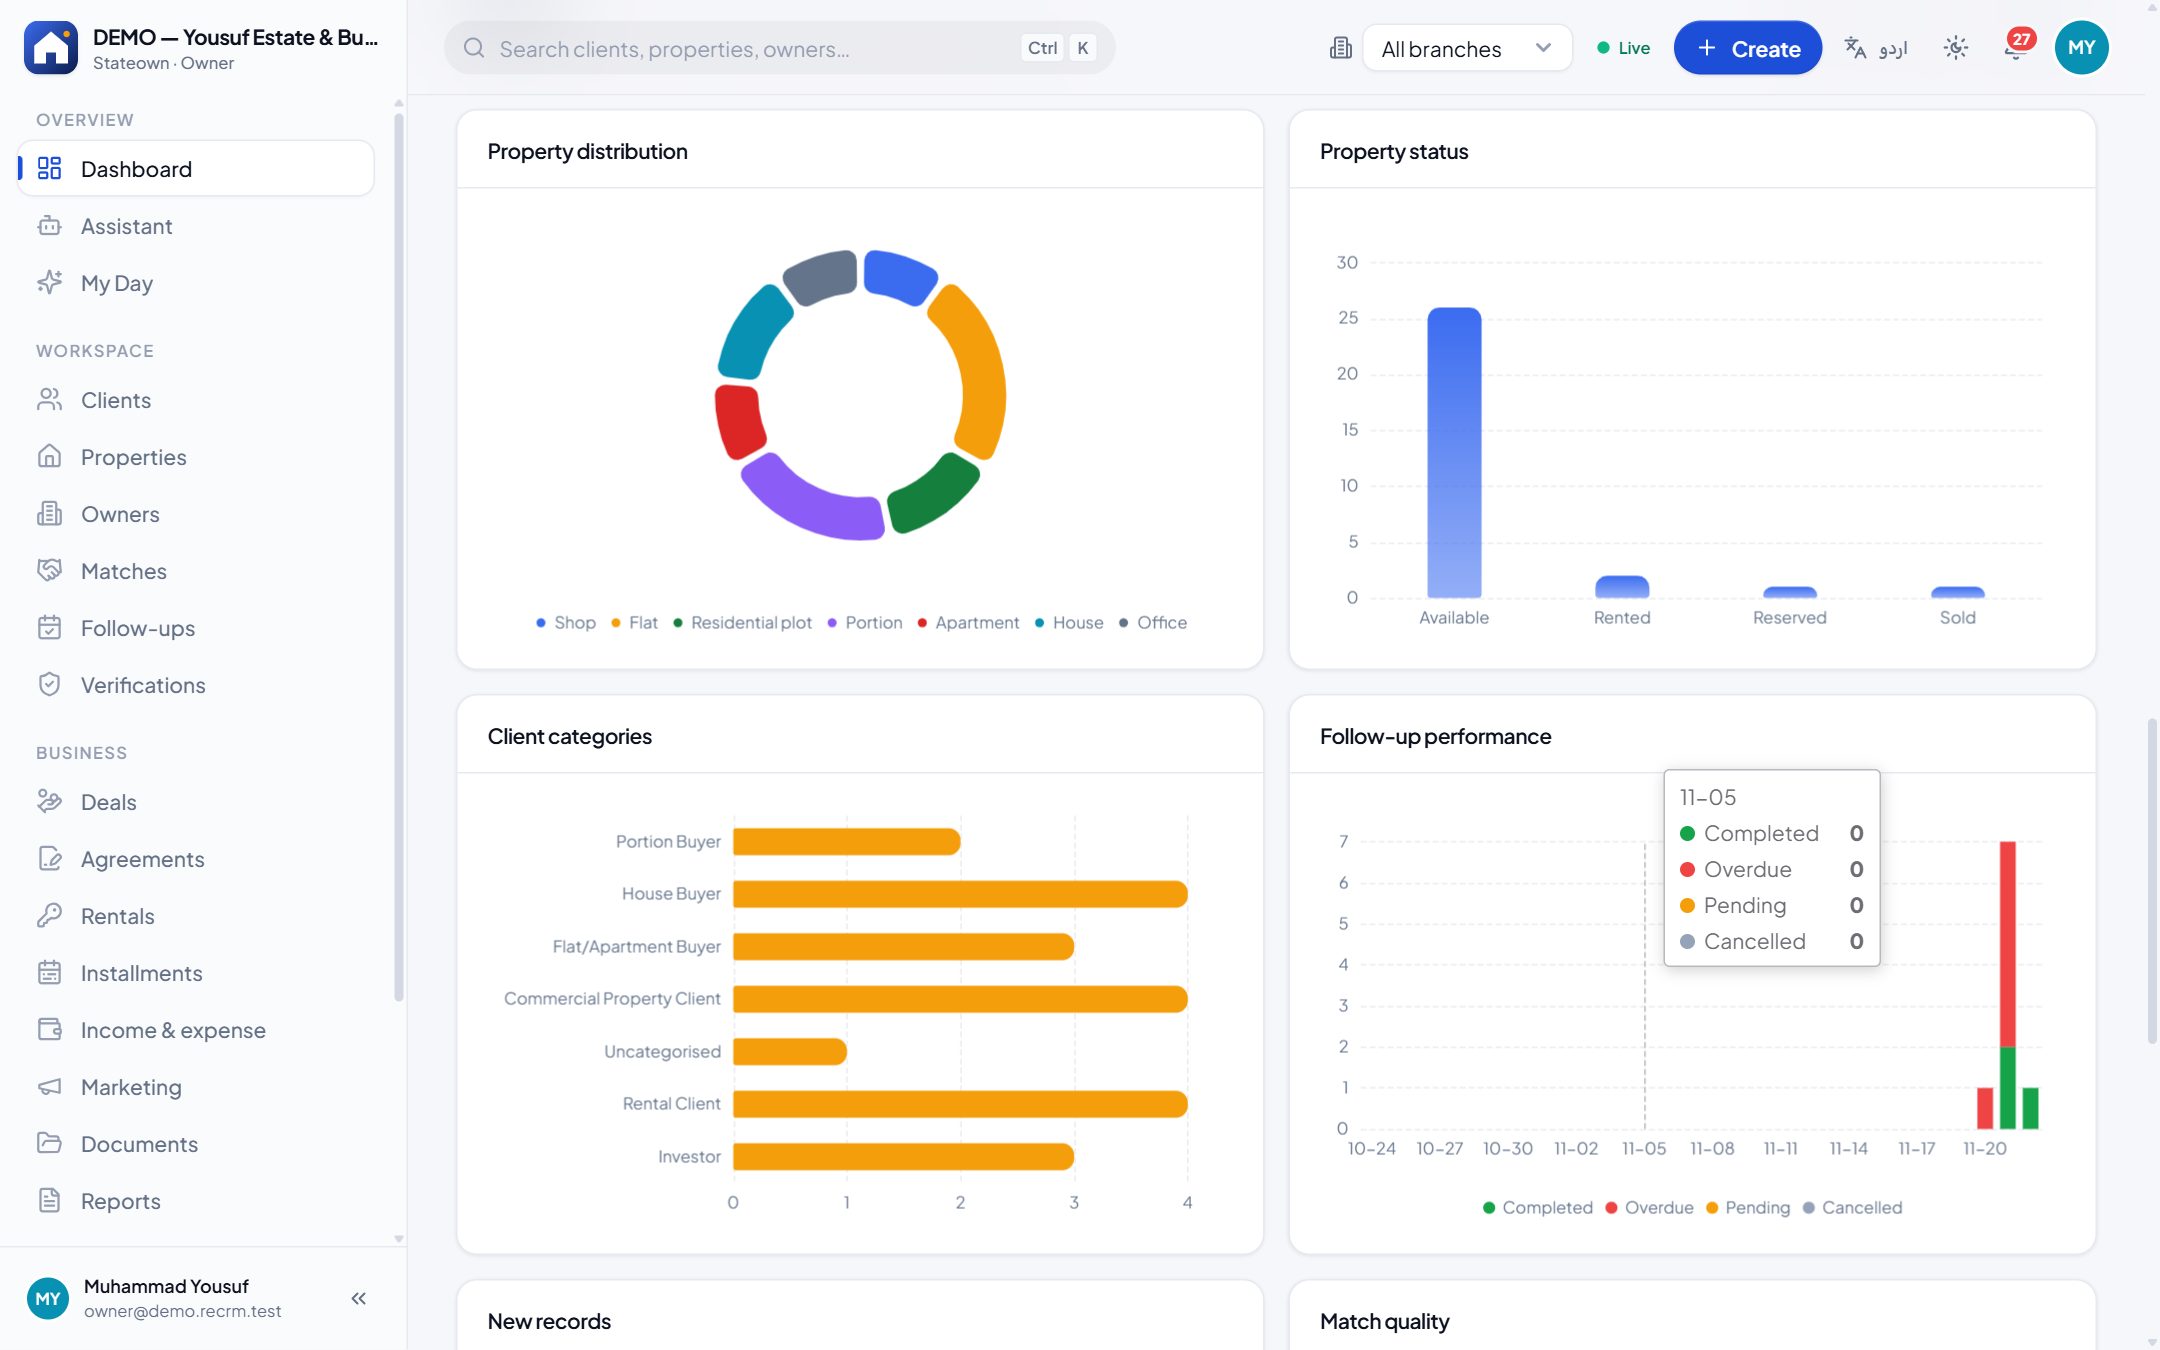 DEMO — Yousuf Estate & Bu...
Stateown · Owner
Search clients, properties, owners...
Ctrl K
All branches
Live
+ Create
اردو
27
MY
OVERVIEW
Dashboard
Assistant
My Day
WORKSPACE
Clients
Properties
Owners
Matches
Follow-ups
Verifications
BUSINESS
Deals
Agreements
Rentals
Installments
Income & expense
Marketing
Documents
Reports
MY
Muhammad Yousuf
owner@demo.recrm.test
Property distribution
Shop Flat Residential plot Portion Apartment House Office
Property status
30
25
20
15
10
5
0
Available Rented Reserved Sold
Client categories
Portion Buyer
House Buyer
Flat/Apartment Buyer
Commercial Property Client
Uncategorised
Rental Client
Investor
0 1 2 3 4
Follow-up performance
11-05
Completed 0
Overdue 0
Pending 0
Cancelled 0
7
6
5
4
3
2
1
0
10-24 10-27 10-30 11-02 11-05 11-08 11-11 11-14 11-17 11-20
Completed Overdue Pending Cancelled
New records
Match quality